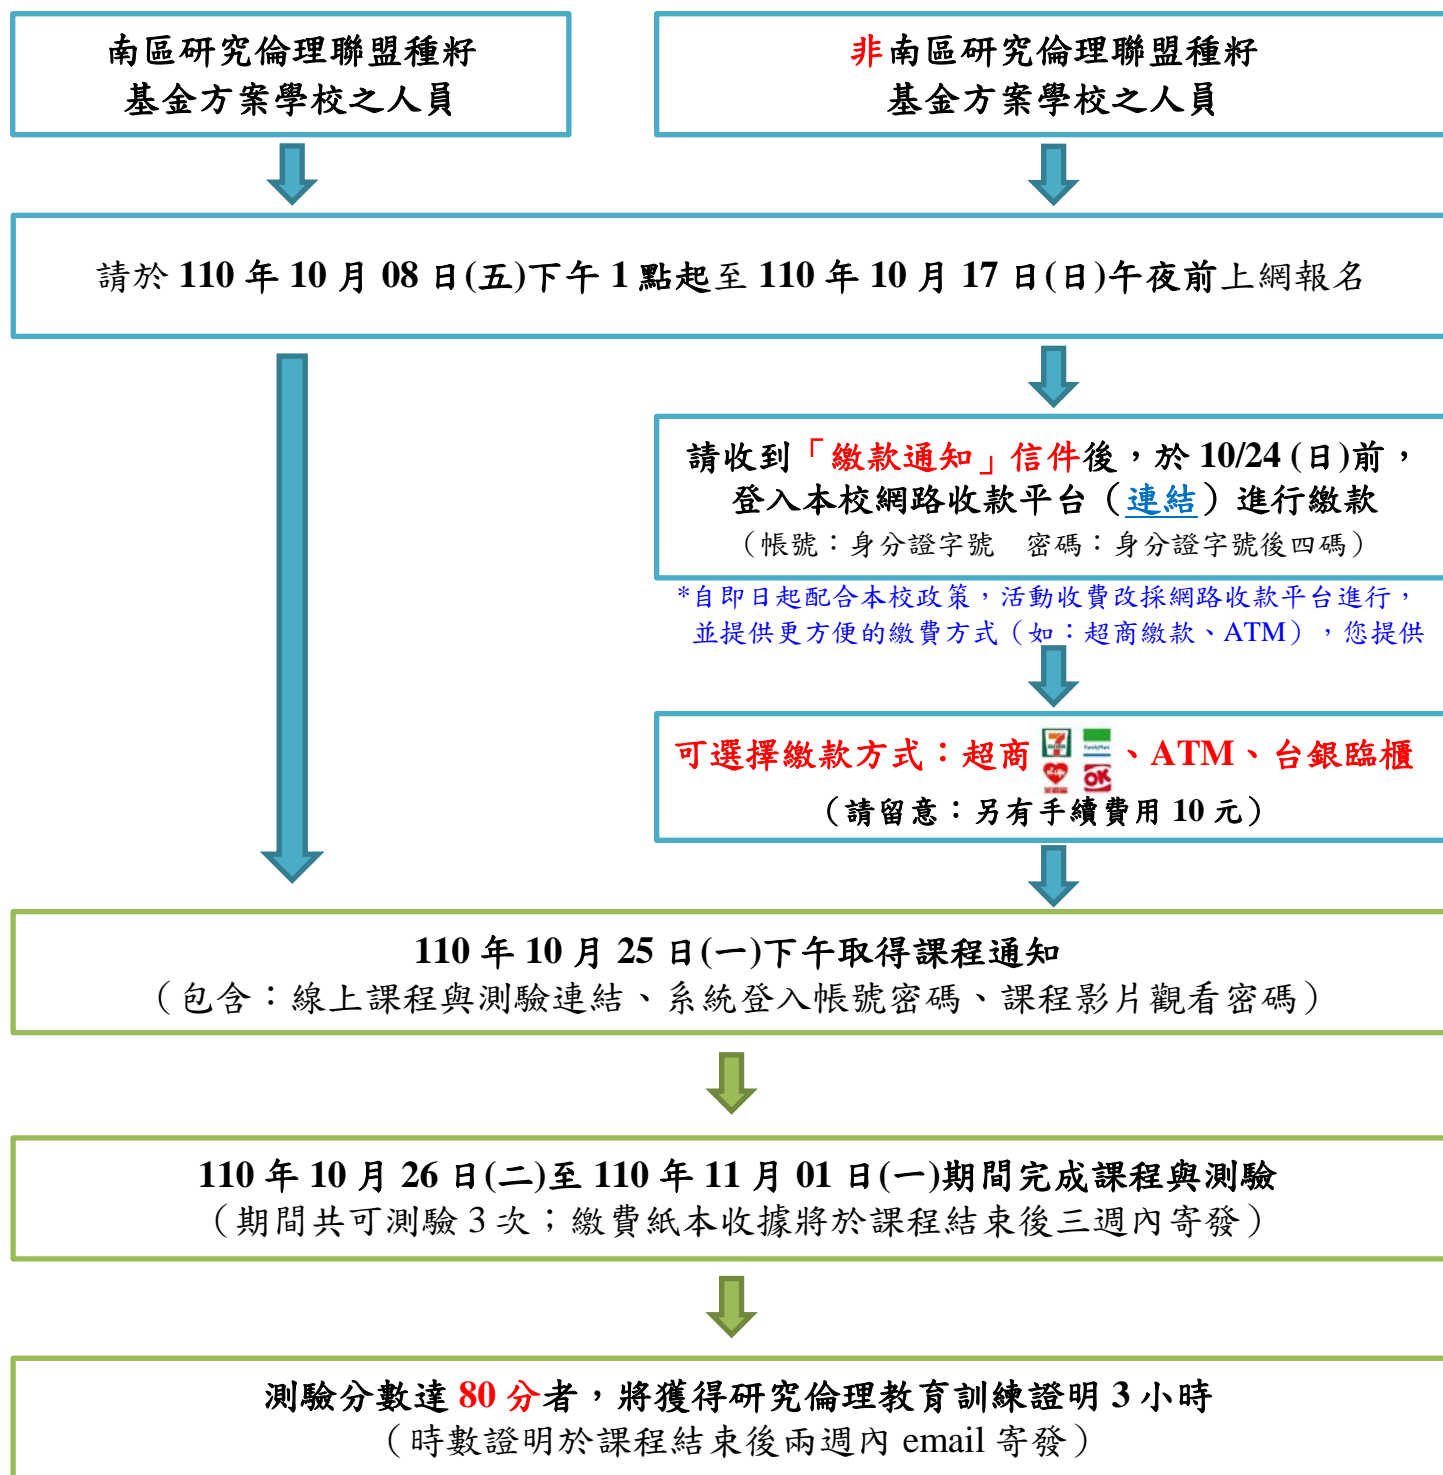 南區研究倫理聯盟種籽
基金方案學校之人員
非南區研究倫理聯盟種籽
基金方案學校之人員
請於 110 年 10 月 08 日(五)下午 1 點起至 110 年 10 月 17 日(日)午夜前上網報名
請收到「繳款通知」信件後，於 10/24 (日)前，
登入本校網路收款平台（連結）進行繳款
（帳號：身分證字號　密碼：身分證字號後四碼）
*自即日起配合本校政策，活動收費改採網路收款平台進行，
並提供更方便的繳費方式（如：超商繳款、ATM），您提供
可選擇繳款方式：超商 7 ELEVEN FamilyMart Hi-Life OK、ATM、台銀臨櫃
（請留意：另有手續費用 10 元）
110 年 10 月 25 日(一)下午取得課程通知
（包含：線上課程與測驗連結、系統登入帳號密碼、課程影片觀看密碼）
110 年 10 月 26 日(二)至 110 年 11 月 01 日(一)期間完成課程與測驗
（期間共可測驗 3 次；繳費紙本收據將於課程結束後三週內寄發）
測驗分數達 80 分者，將獲得研究倫理教育訓練證明 3 小時
（時數證明於課程結束後兩週內 email 寄發）